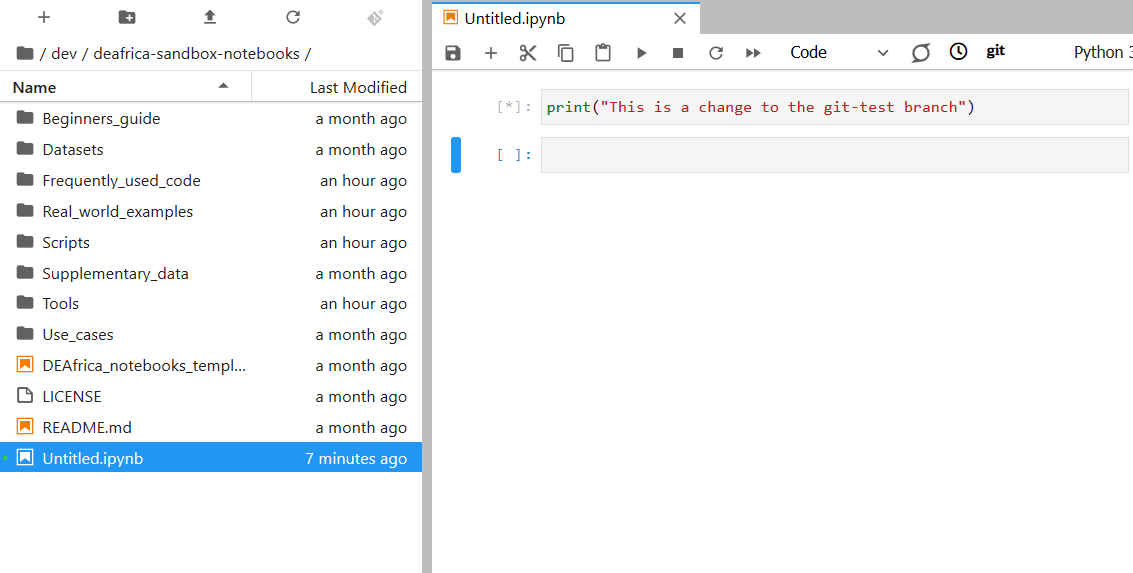 / dev / deafrica-sandbox-notebooks /
Name Last Modified
Beginners_guide a month ago
Datasets a month ago
Frequently_used_code an hour ago
Real_world_examples an hour ago
Scripts an hour ago
Supplementary_data a month ago
Tools an hour ago
Use_cases a month ago
DEAfrica_notebooks_templ... a month ago
LICENSE a month ago
README.md a month ago
Untitled.ipynb 7 minutes ago
Untitled.ipynb
Code git Python 3
[*]: print("This is a change to the git-test branch")
[ ]: